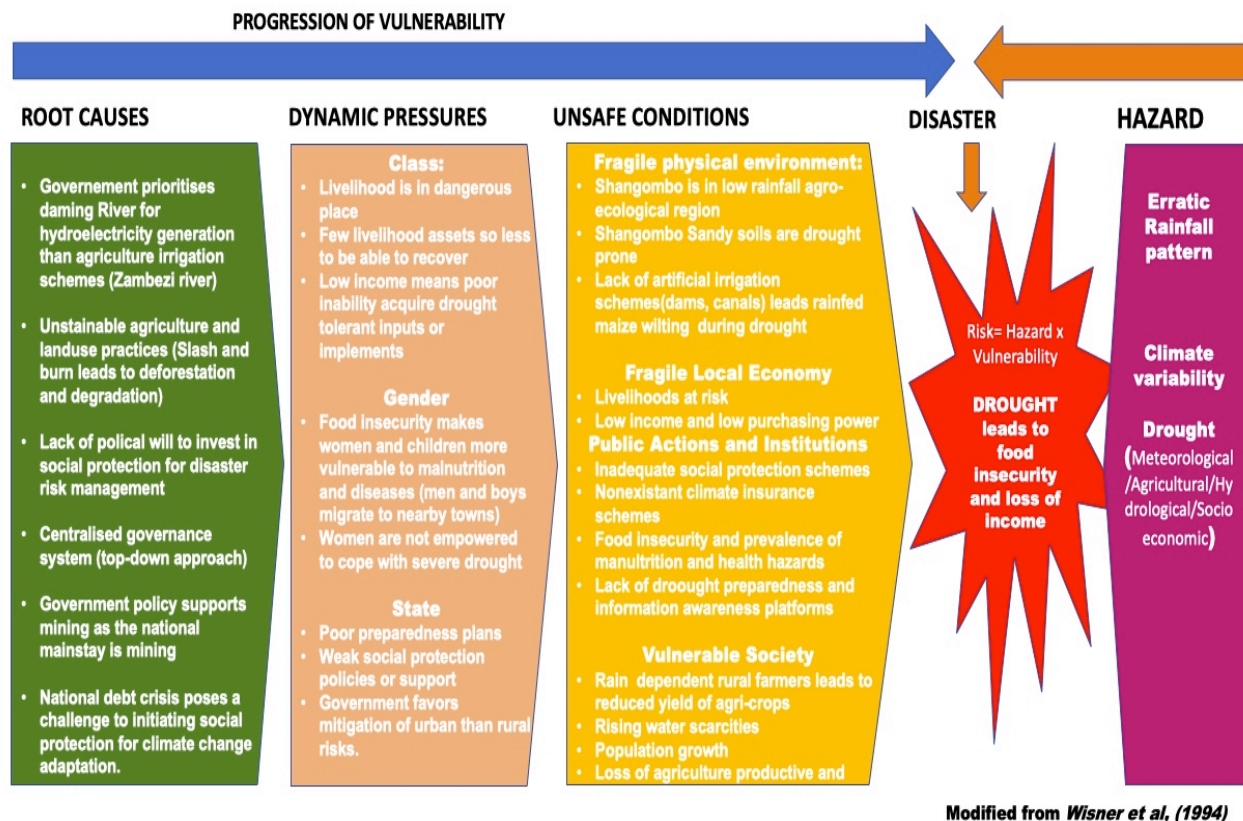 PROGRESSION OF VULNERABILITY
ROOT CAUSES
• Governement prioritises
daming River for
hydroelectricity generation
than agriculture irrigation
schemes (Zambezi river)
• Unstainable agriculture and
landuse practices (Slash and
burn leads to deforestation
and degradation)
• Lack of polical will to invest in
social protection for disaster
risk management
• Centralised governance
system (top-down approach)
• Government policy supports
mining as the national
mainstay is mining
• National debt crisis poses a
challenge to initiating social
protection for climate change
adaptation.
DYNAMIC PRESSURES
Class:
• Livelihood is in dangerous
place
• Few livelihood assets so less
to be able to recover
• Low income means poor
inability acquire drought
tolerant inputs or
implements
Gender
• Food insecurity makes
women and children more
vulnerable to malnutrition
and diseases (men and boys
migrate to nearby towns)
• Women are not empowered
to cope with severe drought
State
• Poor preparedness plans
• Weak social protection
policies or support
• Government favors
mitigation of urban than rural
risks.
UNSAFE CONDITIONS
Fragile physical environment:
• Shangombo is in low rainfall agro-
ecological region
• Shangombo Sandy soils are drought
prone
• Lack of artificial irrigation
schemes(dams, canals) leads rainfed
maize wilting during drought
Fragile Local Economy
• Livelihoods at risk
• Low income and low purchasing power
Public Actions and Institutions
• Inadequate social protection schemes
• Nonexistant climate insurance
schemes
• Food insecurity and prevalence of
manultrition and health hazards
• Lack of droought preparedness and
information awareness platforms
Vulnerable Society
• Rain dependent rural farmers leads to
reduced yield of agri-crops
• Rising water scarcities
• Population growth
• Loss of agriculture productive and
DISASTER
Risk= Hazard x
Vulnerability
DROUGHT
leads to
food
insecurity
and loss of
income
HAZARD
Erratic
Rainfall
pattern
Climate
variability
Drought
(Meteorological
/Agricultural/Hy
drological/Socio
economic)
Modified from Wisner et al, (1994)